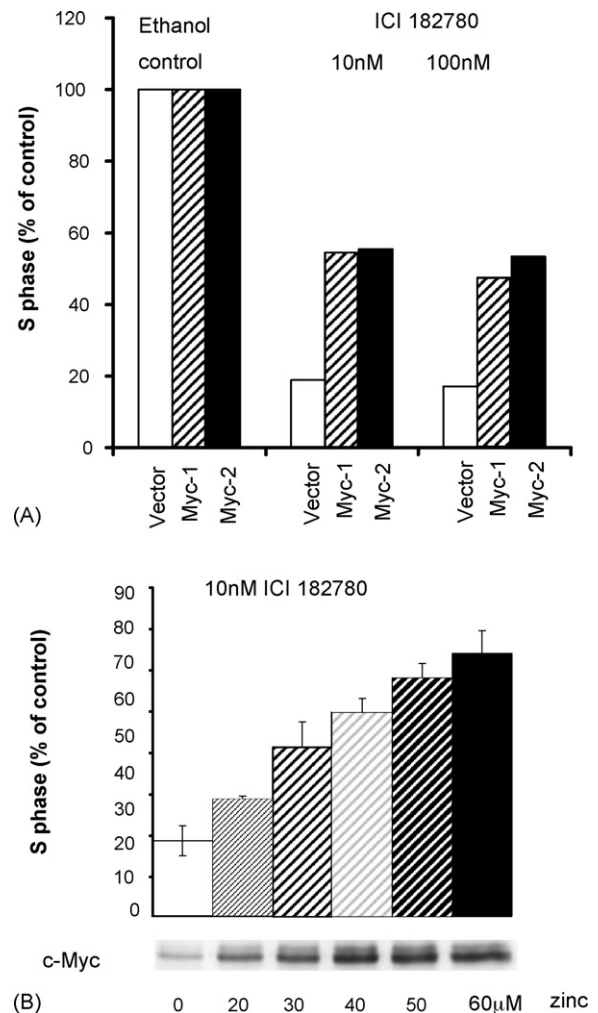 120
100
80
60
40
20
0
S phase (% of control)
Ethanol
control
ICI 182780
10nM 100nM
Vector Myc-1 Myc-2 Vector Myc-1 Myc-2 Vector Myc-1 Myc-2
(A)
10nM ICI 182780
90
80
70
60
50
40
30
20
10
0
S phase (% of control)
c-Myc
0 20 30 40 50 60μM zinc
(B)